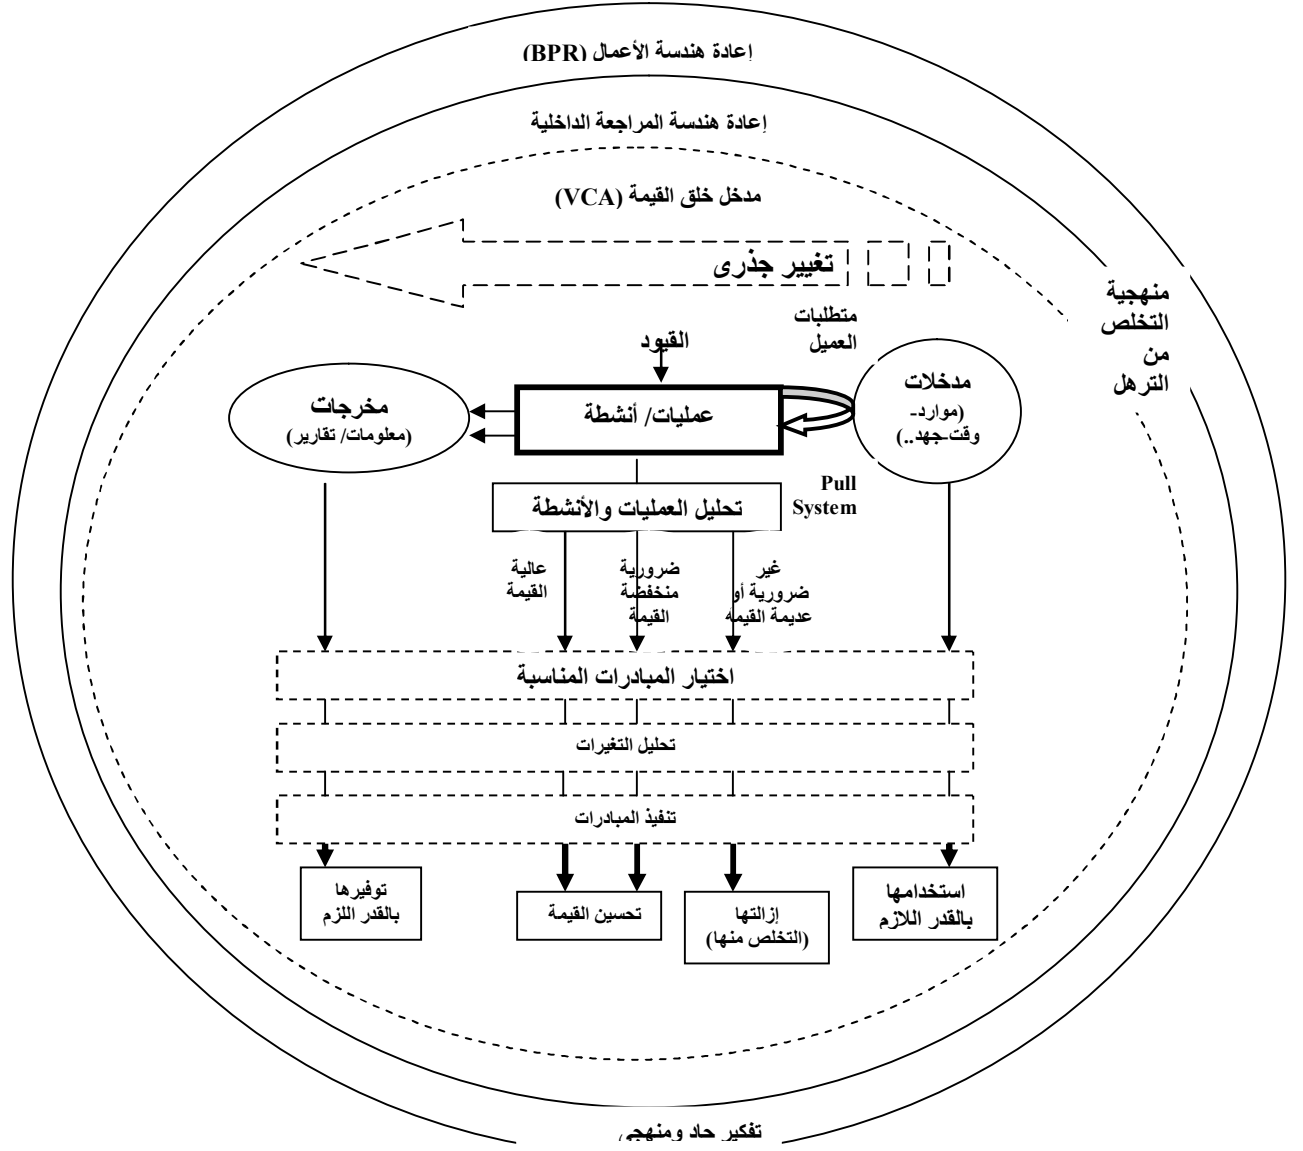 إعادة هندسة الأعمال (BPR)
إعادة هندسة المراجعة الداخلية
مدخل خلق القيمة (VCA)
تغيير جذرى
منهجية
التخلص
من
الترهل
متطلبات
العميل
القيود
مدخلات
(موارد-
وقت-جهد..)
عمليات/ أنشطة
مخرجات
(معلومات/ تقارير)
Pull
System
تحليل العمليات والأنشطة
غير
ضرورية أو
عديمة القيمة
ضرورية
منخفضة
القيمة
عالية
القيمة
اختيار المبادرات المناسبة
تحليل التغيرات
تنفيذ المبادرات
استخدامها
بالقدر اللازم
إزالتها
(التخلص منها)
تحسين القيمة
توفيرها
بالقدر اللزم
تفكير حاد ومنهجى